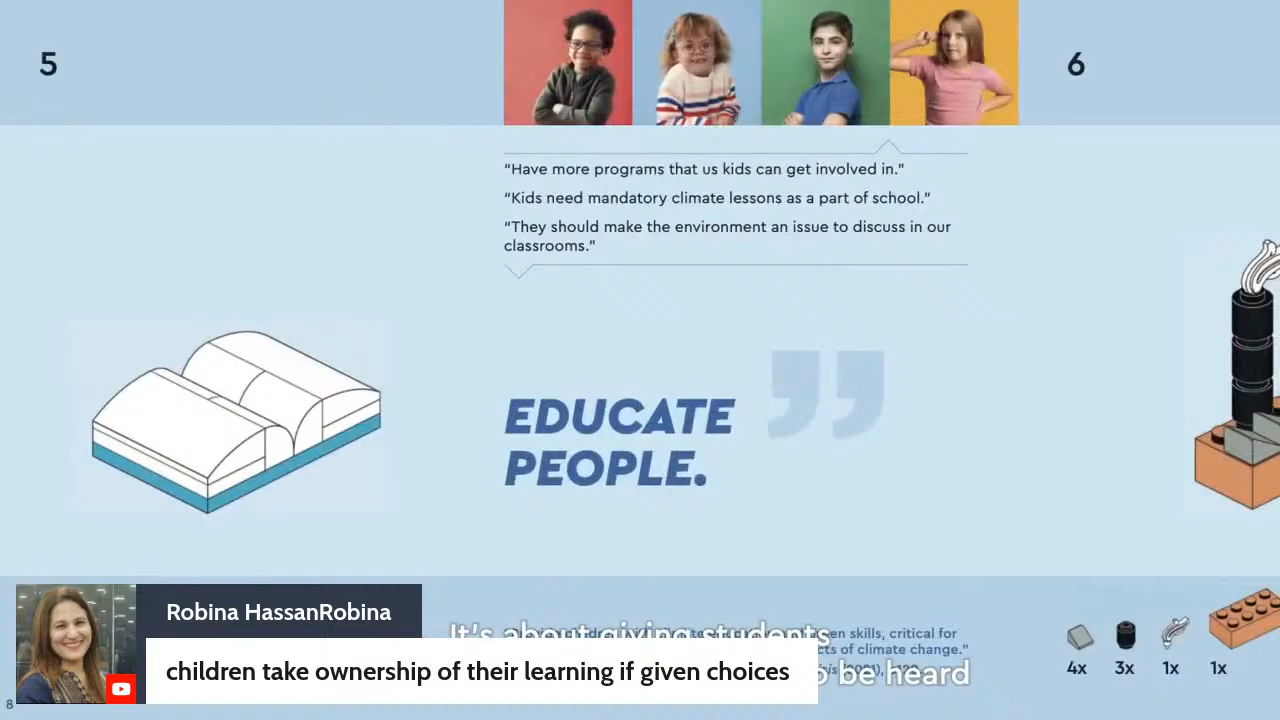 5
6
“Have more programs that us kids can get involved in.”
“Kids need mandatory climate lessons as a part of school.”
“They should make the environment an issue to discuss in our
classrooms.”
”
EDUCATE
PEOPLE.
Robina HassanRobina
children take ownership of their learning if given choices
It's about giving students
be heard
skills, critical for
of climate change.”
4x 3x 1x 1x
8